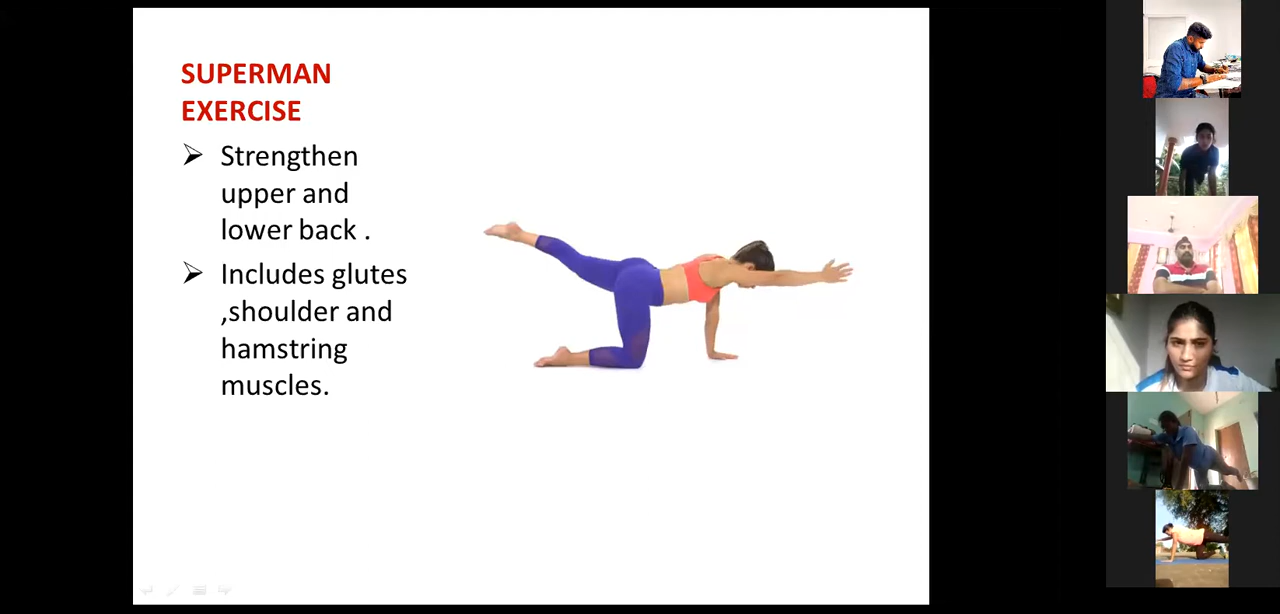 SUPERMAN
EXERCISE
Strengthen
upper and
lower back .
Includes glutes
,shoulder and
hamstring
muscles.